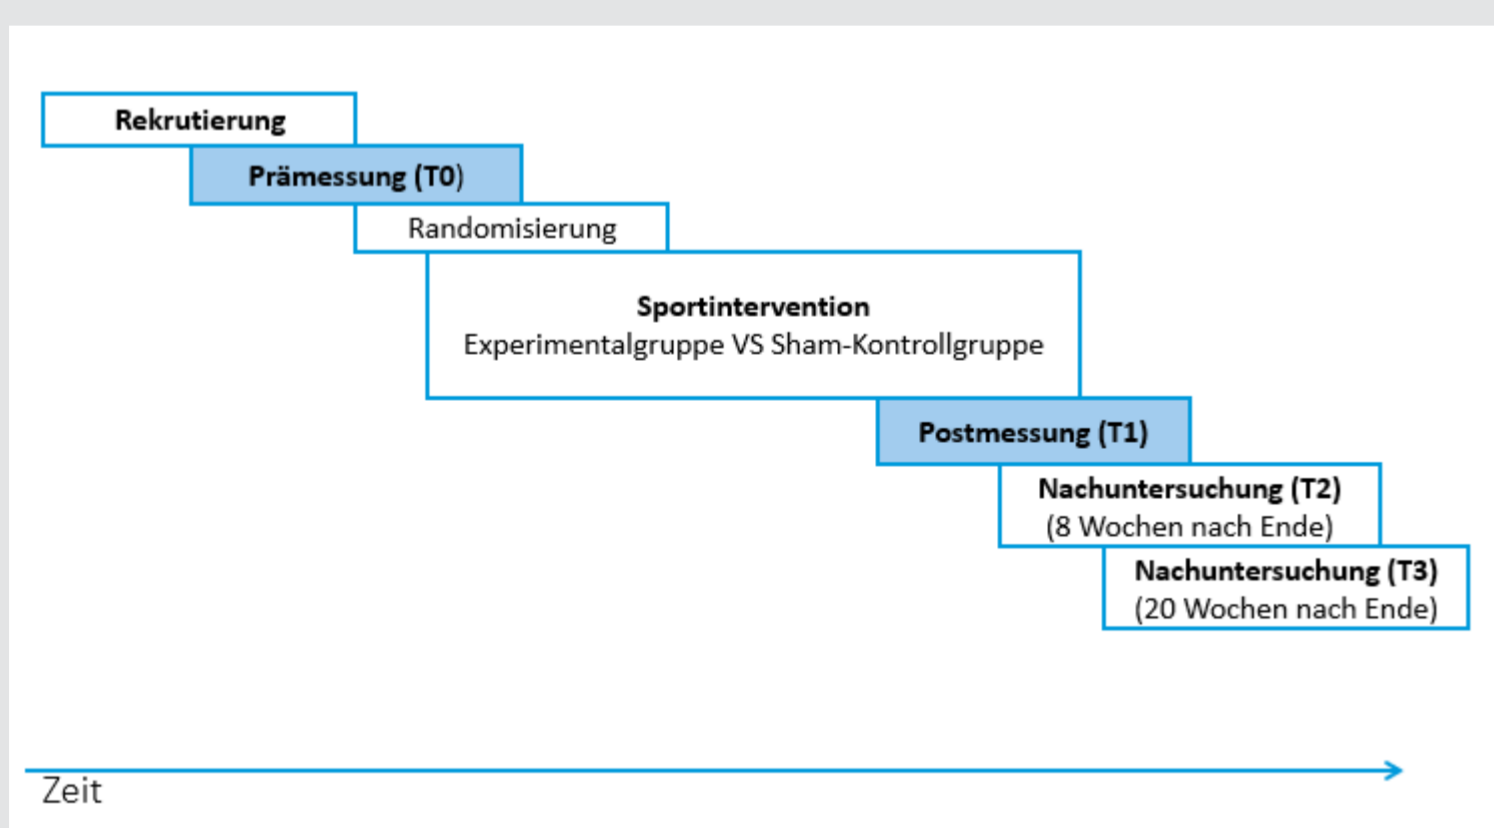 Rekrutierung
Prämessung (T0)
Randomisierung
Sportintervention
Experimentalgruppe VS Sham-Kontrollgruppe
Postmessung (T1)
Nachuntersuchung (T2)
(8 Wochen nach Ende)
Nachuntersuchung (T3)
(20 Wochen nach Ende)
Zeit